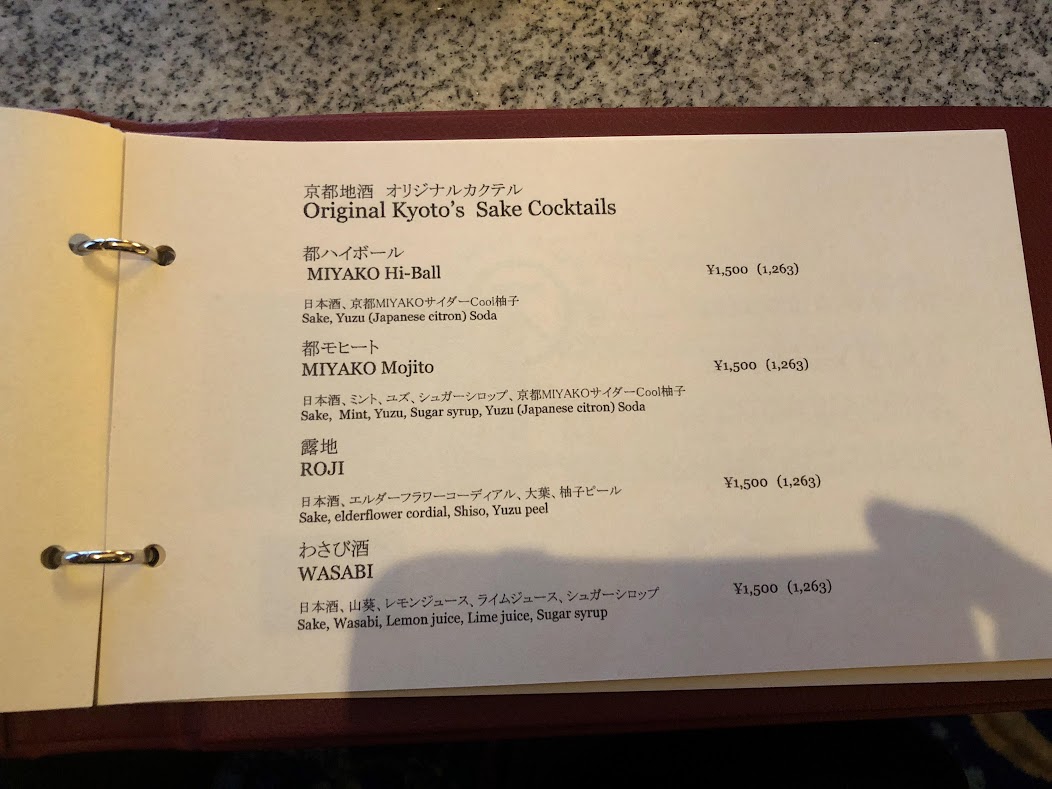 京都地酒　オリジナルカクテル
Original Kyoto's Sake Cocktails
都ハイボール
MIYAKO Hi-Ball ¥1,500 (1,263)
日本酒、京都MIYAKOサイダーCool柚子
Sake, Yuzu (Japanese citron) Soda
都モヒート
MIYAKO Mojito ¥1,500 (1,263)
日本酒、ミント、ユズ、シュガーシロップ、京都MIYAKOサイダーCool柚子
Sake, Mint, Yuzu, Sugar syrup, Yuzu (Japanese citron) Soda
露地
ROJI
¥1,500 (1,263)
日本酒、エルダーフラワーコーディアル、大葉、柚子ピール
Sake, elderflower cordial, Shiso, Yuzu peel
わさび酒
WASABI
¥1,500 (1,263)
日本酒、山葵、レモンジュース、ライムジュース、シュガーシロップ
Sake, Wasabi, Lemon juice, Lime juice, Sugar syrup